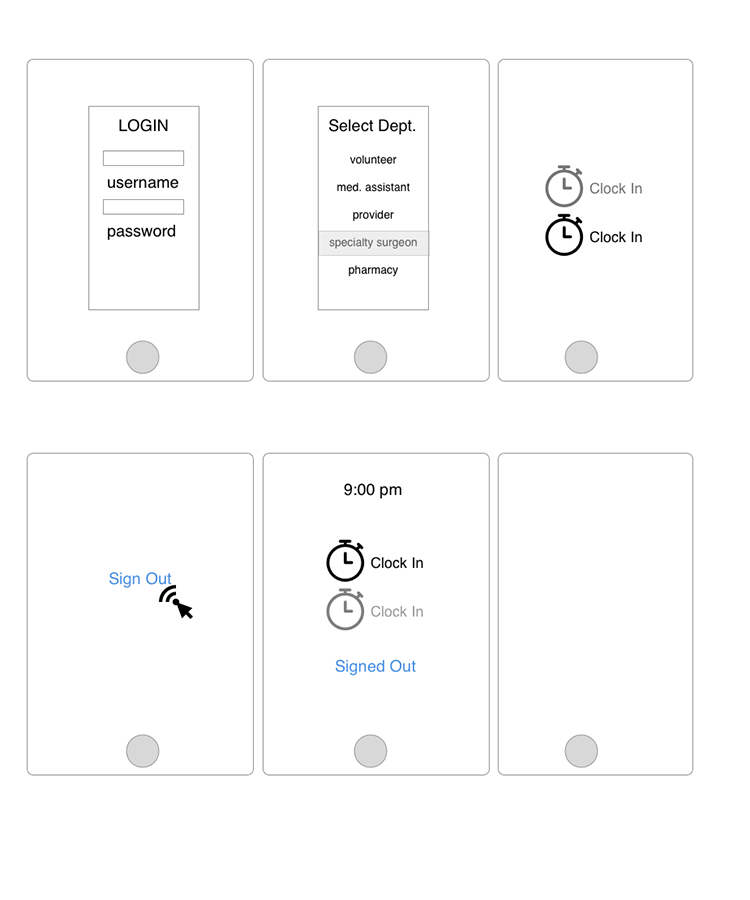 LOGIN
username
password
Select Dept.
volunteer
med. assistant
provider
specialty surgeon
pharmacy
Clock In
Clock In
Sign Out
9:00 pm
Clock In
Clock In
Signed Out